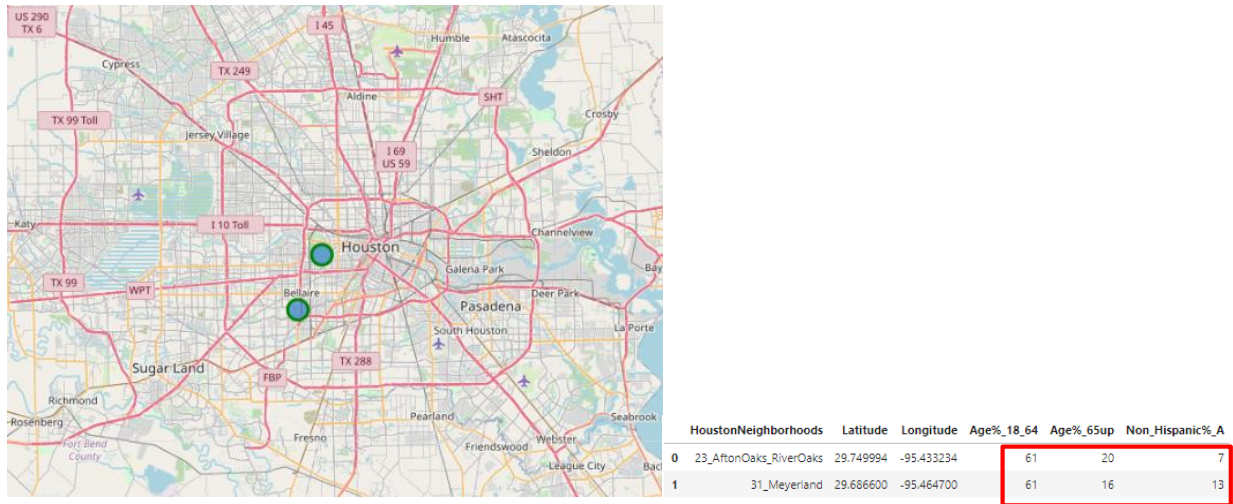 US 290
TX 6
I 45
Humble
Atascocita
Cypress
TX 249
Aldine
SHT
Crosby
TX 99 Toll
Jersey Village
I 69
US 59
Sheldon
Katy
I 10 Toll
Channelview
Houston
Galena Park
Bay
TX 99
WPT
Bellaire
Deer Park
Pasadena
South Houston
La Porte
TX 288
Sugar Land
FBP
Richmond
Pearland
Seabrook
Rosenberg
Fresno
Friendswood
Webster
Fort Bend
County
League City
Bac
HoustonNeighborhoods Latitude Longitude Age%_18_64 Age%_65up Non_Hispanic%_A
0 23_AftonOaks_RiverOaks 29.749994 -95.433234 61 20 7
1 31_Meyerland 29.686600 -95.464700 61 16 13